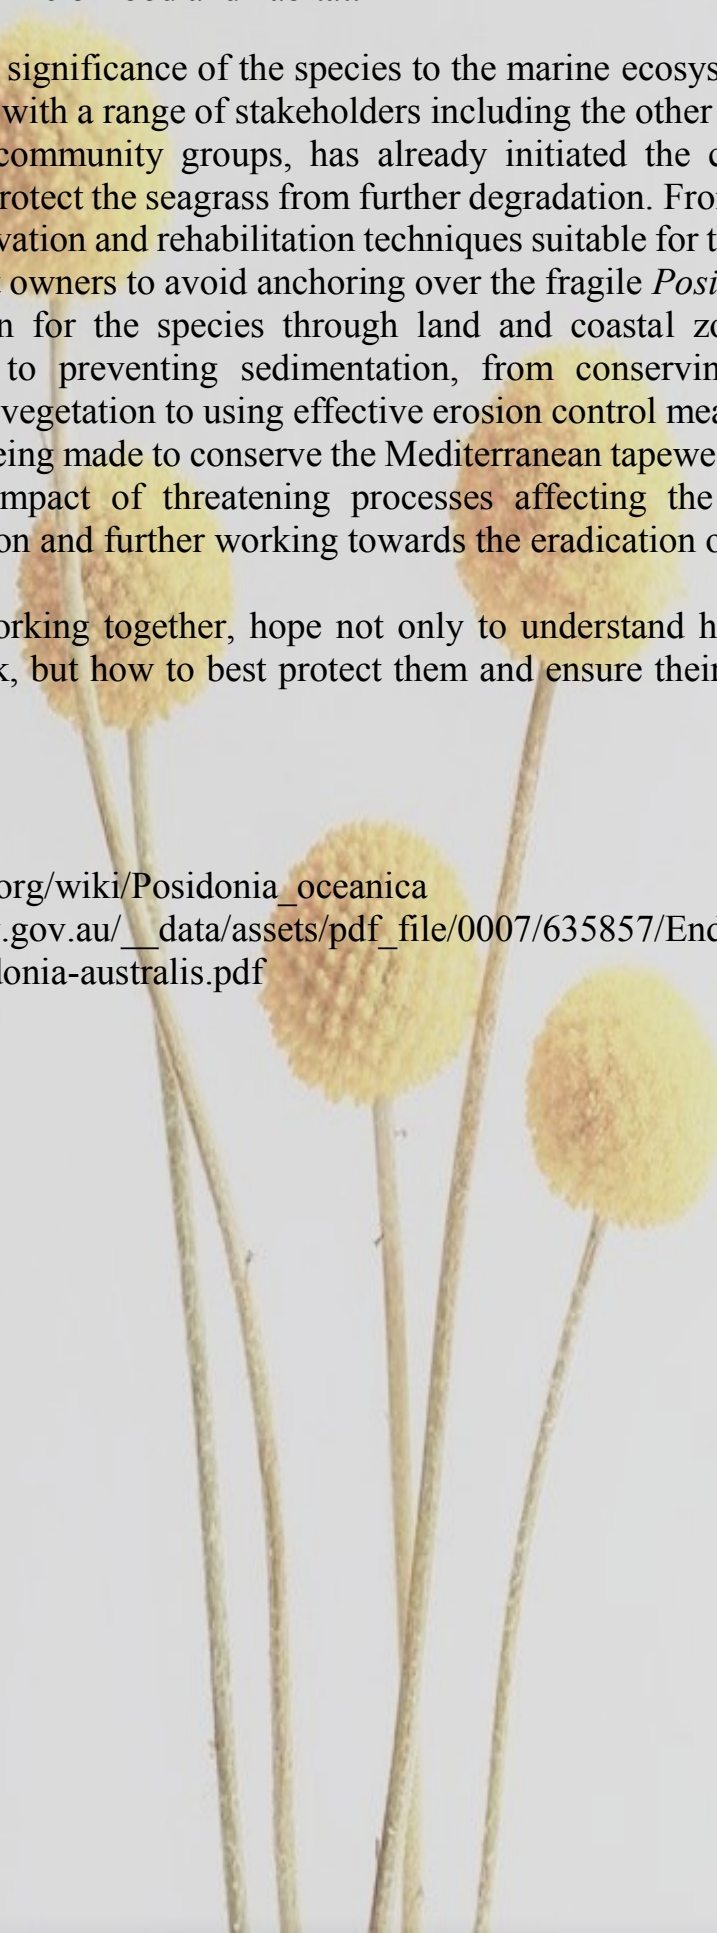 significance of the species to the marine ecosys
with a range of stakeholders including the other
community groups, has already initiated the c
rotect the seagrass from further degradation. Fro
vation and rehabilitation techniques suitable for t
owners to avoid anchoring over the fragile Posi
n for the species through land and coastal zo
to preventing sedimentation, from conservin
vegetation to using effective erosion control mea
eing made to conserve the Mediterranean tapewe
mpact of threatening processes affecting the
on and further working towards the eradication o
orking together, hope not only to understand h
k, but how to best protect them and ensure their
org/wiki/Posidonia_oceanica
.gov.au/__data/assets/pdf_file/0007/635857/End
donia-australis.pdf